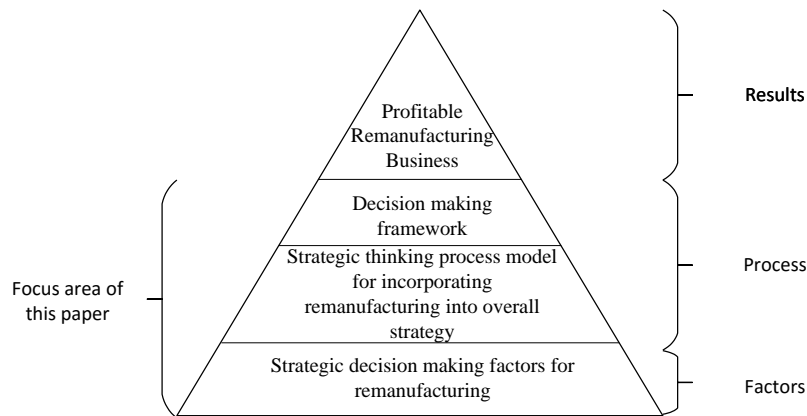 Results
Profitable
Remanufacturing
Business
Decision making
framework
Strategic thinking process model
for incorporating
remanufacturing into overall
strategy
Process
Focus area of
this paper
Strategic decision making factors for
remanufacturing
Factors